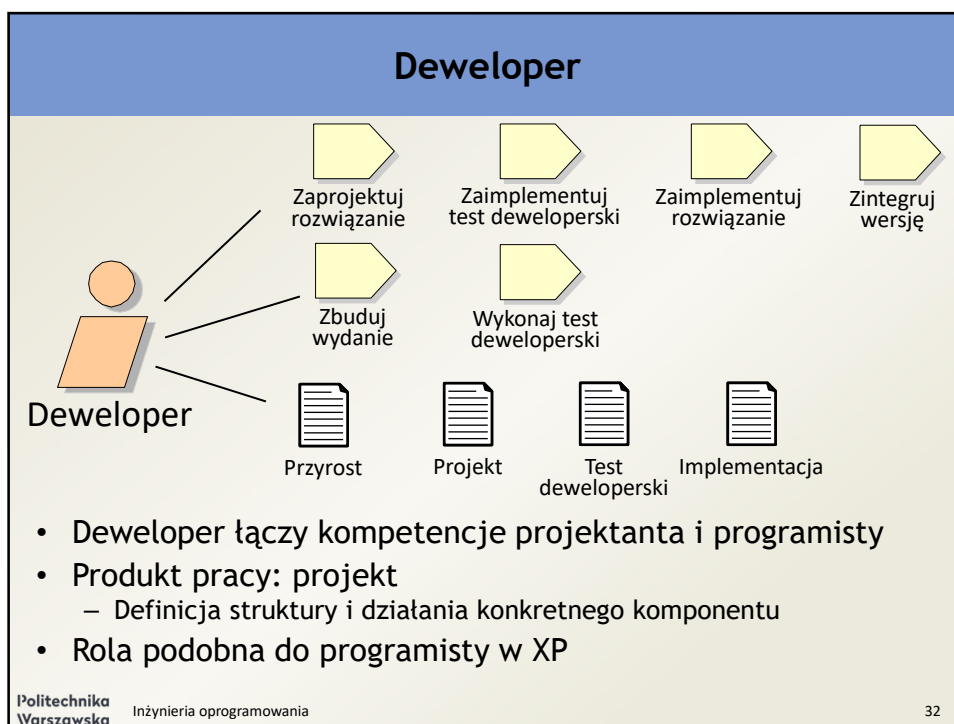 Deweloper
Zaprojektuj
rozwiązanie
Zaimplementuj
test deweloperski
Zaimplementuj
rozwiązanie
Zintegruj
wersję
Zbuduj
wydanie
Wykonaj test
deweloperski
Deweloper
Przyrost
Projekt
Test
deweloperski
Implementacja
• Deweloper łączy kompetencje projektanta i programisty
• Produkt pracy: projekt
– Definicja struktury i działania konkretnego komponentu
• Rola podobna do programisty w XP
Politechnika
Warszawska
Inżynieria oprogramowania
32